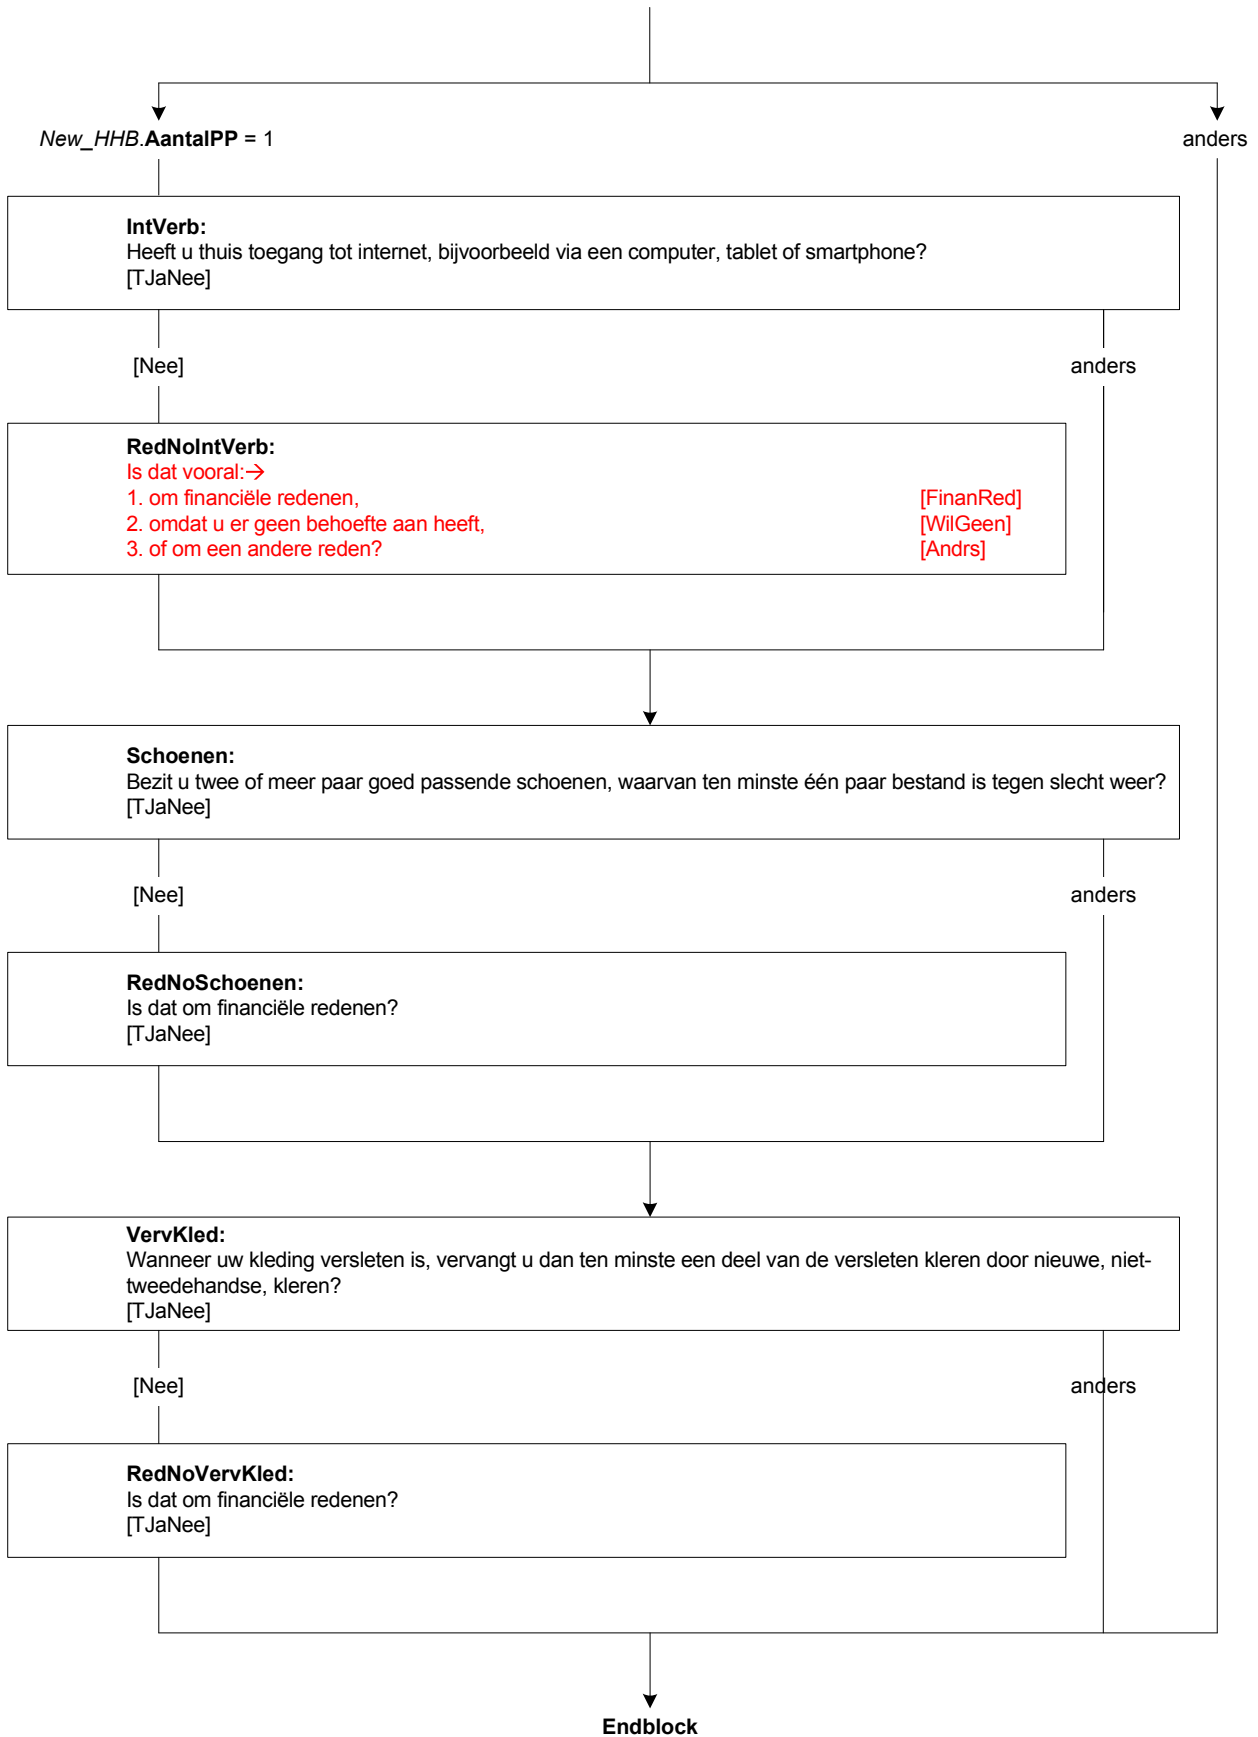 New_HHB.AantalPP = 1
anders
IntVerb:
Heeft u thuis toegang tot internet, bijvoorbeeld via een computer, tablet of smartphone?
[TJaNee]
[Nee]
anders
RedNoIntVerb:
Is dat vooral:→
1. om financiële redenen, [FinanRed]
2. omdat u er geen behoefte aan heeft, [WilGeen]
3. of om een andere reden? [Andrs]
Schoenen:
Bezit u twee of meer paar goed passende schoenen, waarvan ten minste één paar bestand is tegen slecht weer?
[TJaNee]
[Nee]
anders
RedNoSchoenen:
Is dat om financiële redenen?
[TJaNee]
VervKled:
Wanneer uw kleding versleten is, vervangt u dan ten minste een deel van de versleten kleren door nieuwe, niet-
tweedehandse, kleren?
[TJaNee]
[Nee]
anders
RedNoVervKled:
Is dat om financiële redenen?
[TJaNee]
Endblock